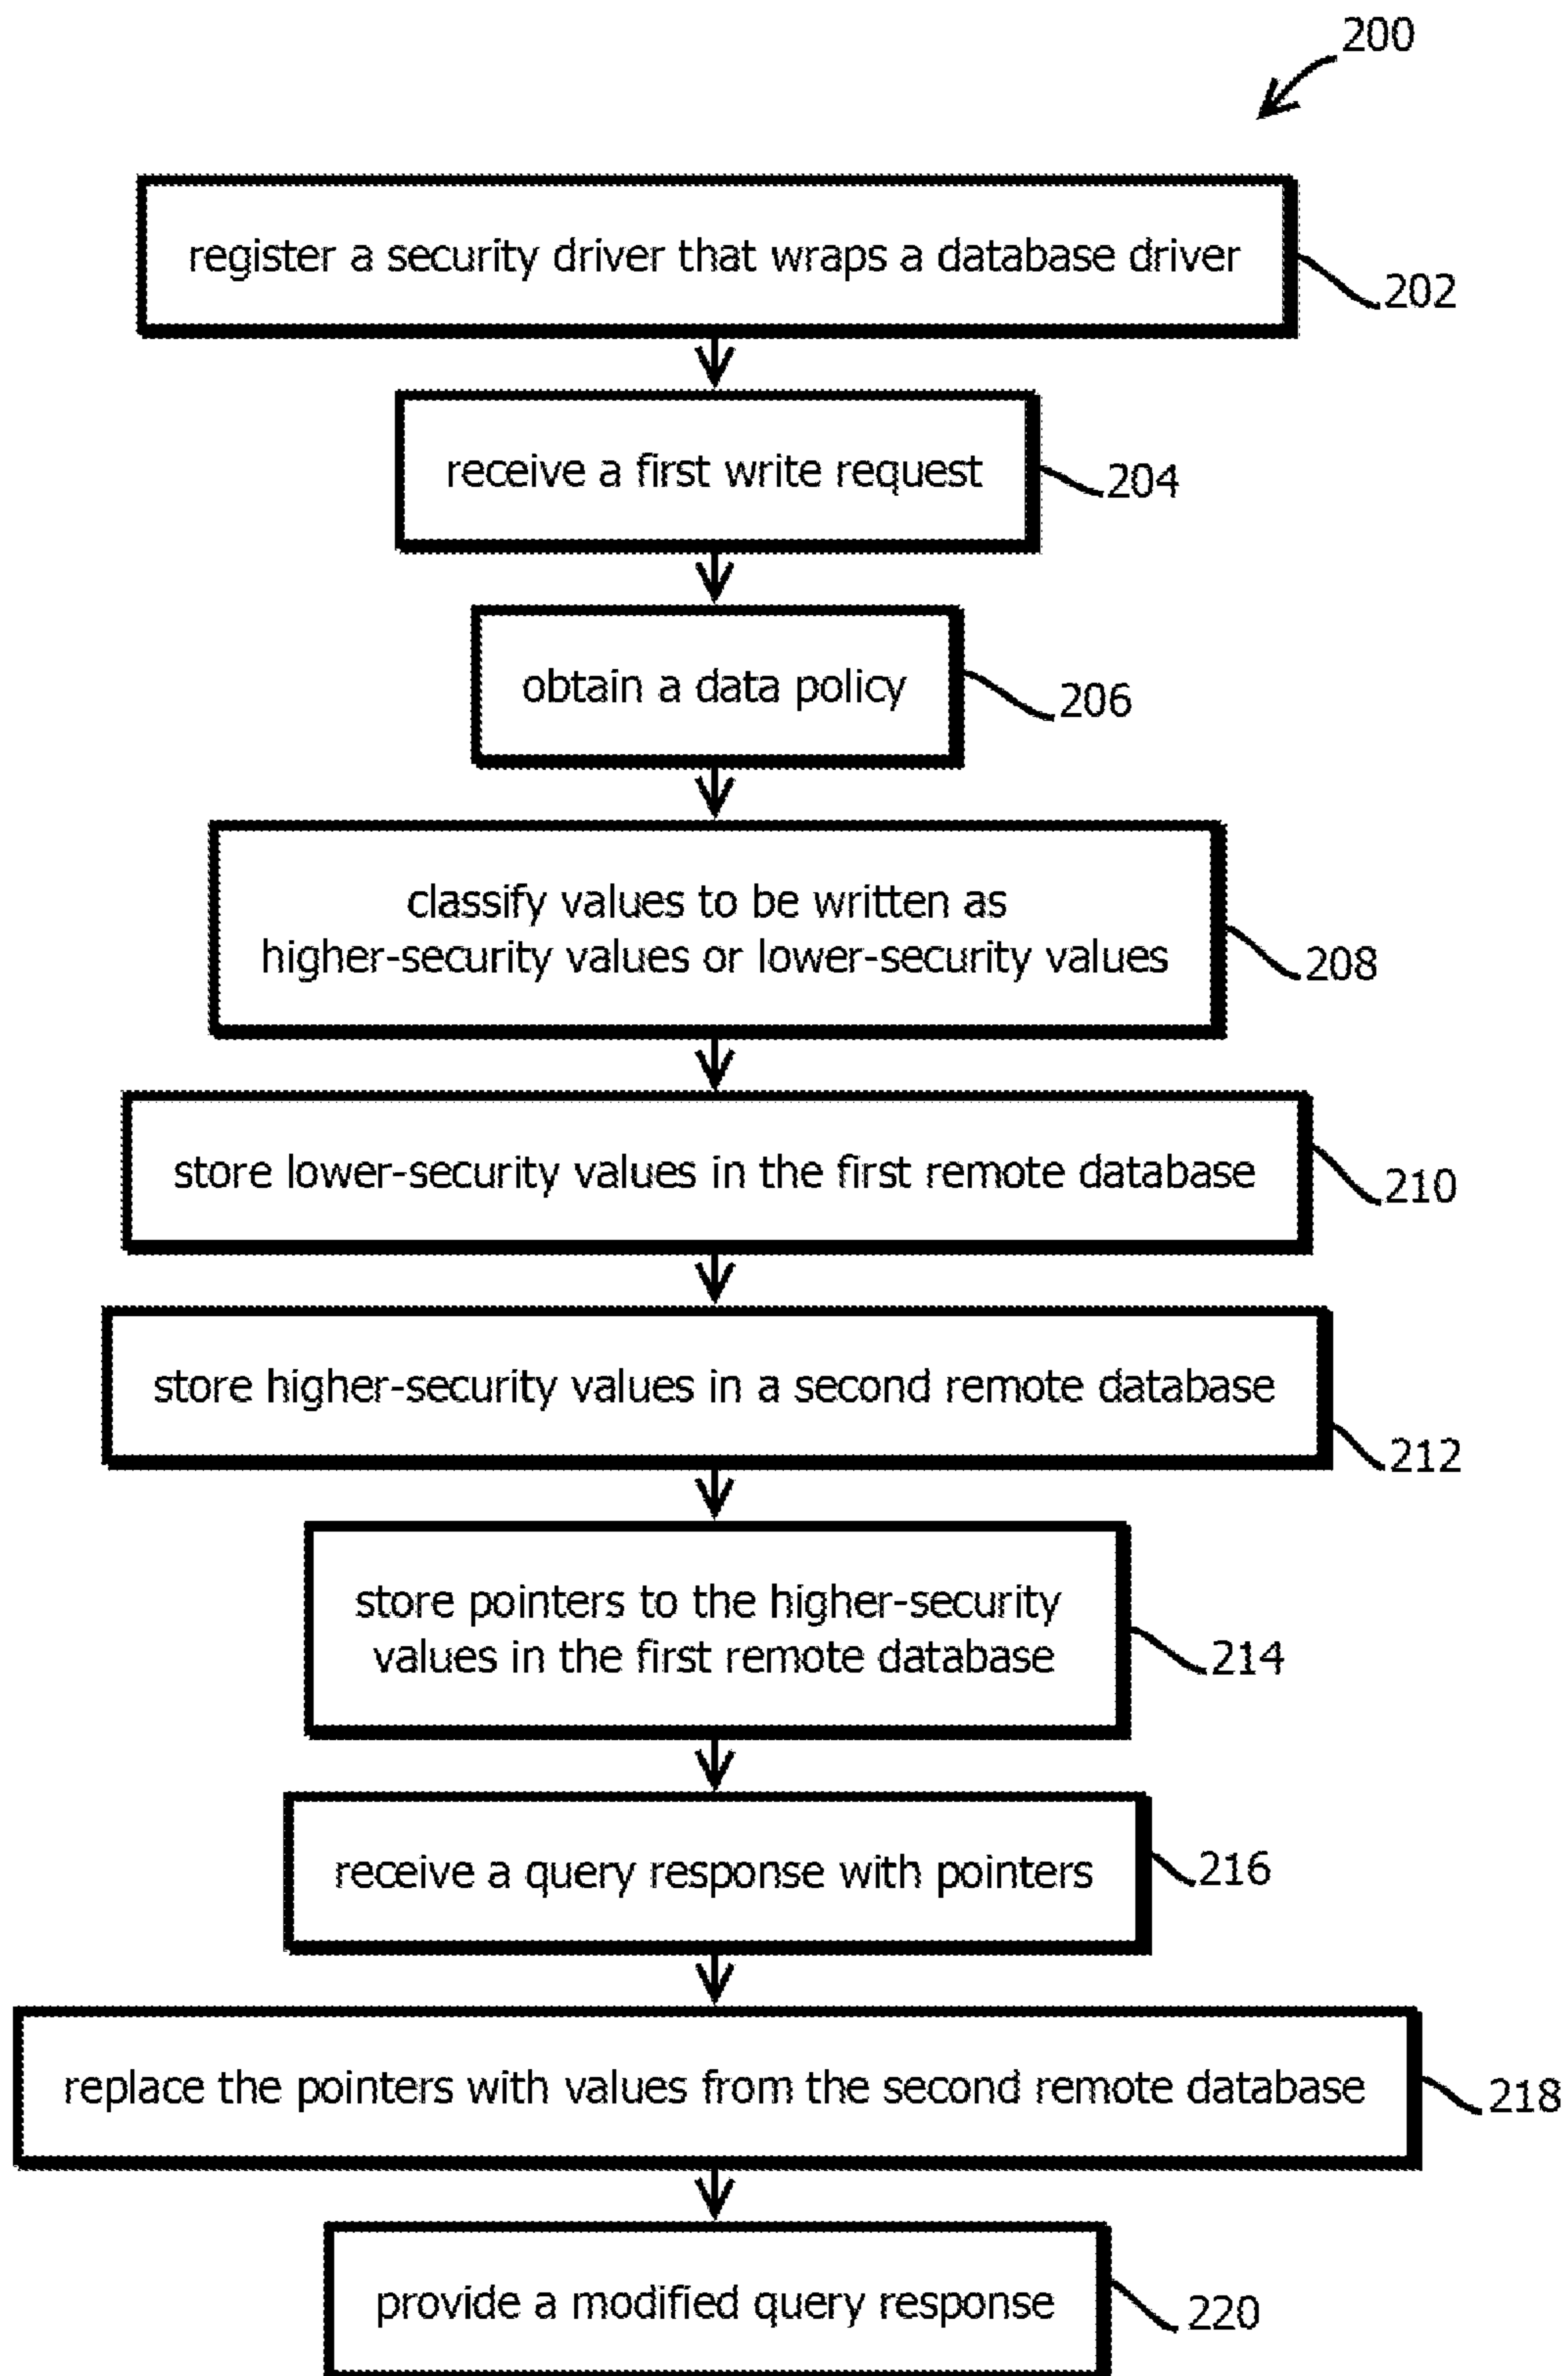 200
register a security driver that wraps a database driver
202
receive a first write request
204
obtain a data policy
206
classify values to be written as
higher-security values or lower-security values
208
store lower-security values in the first remote database
210
store higher-security values in a second remote database
212
store pointers to the higher-security
values in the first remote database
214
receive a query response with pointers
216
replace the pointers with values from the second remote database
218
provide a modified query response
220